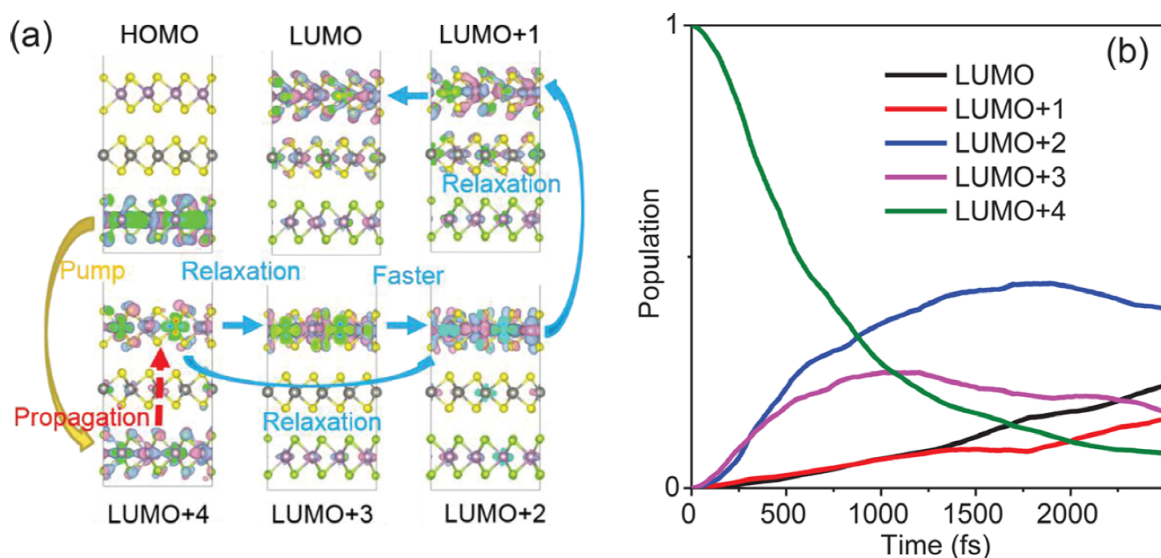 (a)
HOMO
LUMO
LUMO+1
Relaxation
Pump
Relaxation
Faster
Propagation
Relaxation
LUMO+4
LUMO+3
LUMO+2
(b)
1
Population
0
LUMO
LUMO+1
LUMO+2
LUMO+3
LUMO+4
0
500
1000
1500
2000
Time (fs)